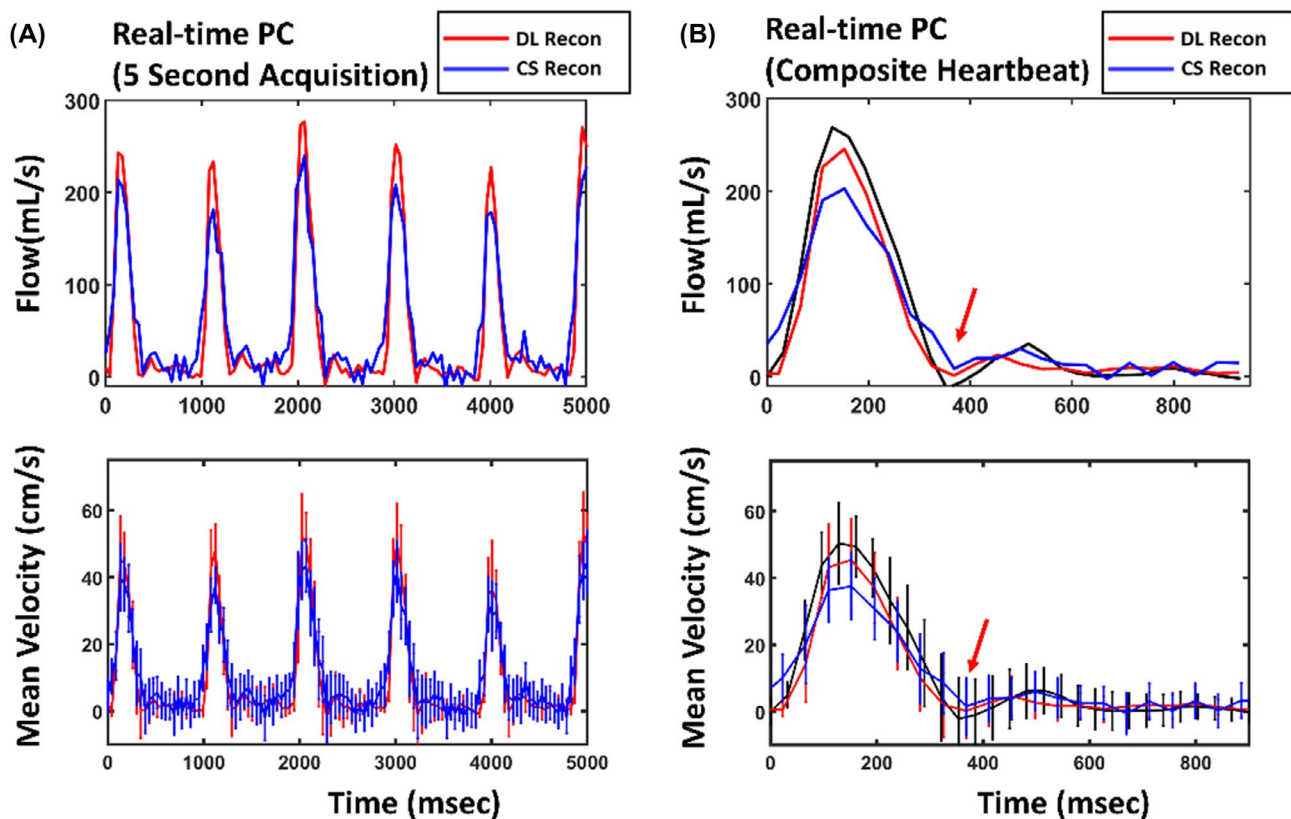 (A)
Real-time PC
(5 Second Acquisition)
DL Recon
CS Recon
300
200
100
0
Flow(mL/s)
0 1000 2000 3000 4000 5000
60
40
20
0
Mean Velocity (cm/s)
0 1000 2000 3000 4000 5000
Time (msec)
(B)
Real-time PC
(Composite Heartbeat)
DL Recon
CS Recon
300
200
100
0
Flow(mL/s)
0 200 400 600 800
60
40
20
0
Mean Velocity (cm/s)
0 200 400 600 800
Time (msec)